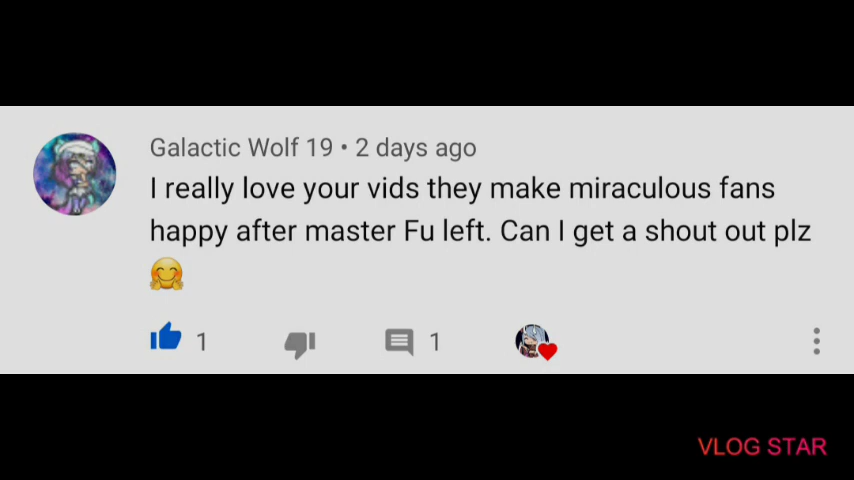 Galactic Wolf 19 • 2 days ago
I really love your vids they make miraculous fans
happy after master Fu left. Can I get a shout out plz
🤗
1 1
VLOG STAR